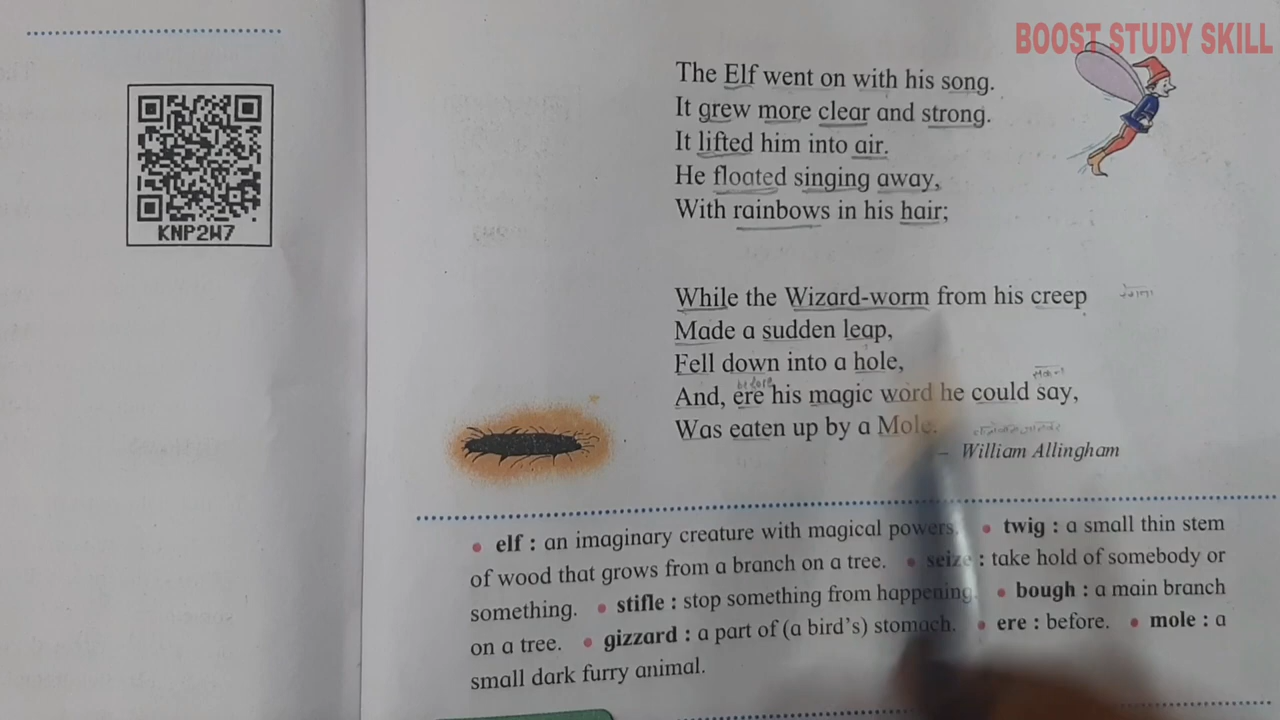 BOOST STUDY SKILL
KNP2W7
The Elf went on with his song.
It grew more clear and strong.
It lifted him into air.
He floated singing away,
With rainbows in his hair;
While the Wizard-worm from his creep
Made a sudden leap,
Fell down into a hole,
before
And, ere his magic word he could say,
Was eaten up by a Mole.
– William Allingham
• elf : an imaginary creature with magical powers. • twig : a small thin stem
of wood that grows from a branch on a tree. • seize : take hold of somebody or
something. • stifle : stop something from happening. • bough : a main branch
on a tree. • gizzard : a part of (a bird’s) stomach. • ere : before. • mole : a
small dark furry animal.